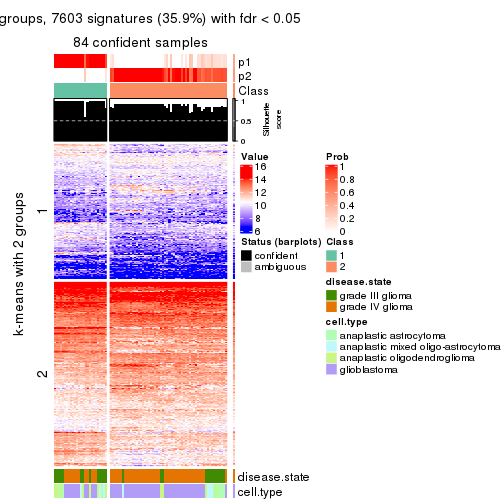 groups, 7603 signatures (35.9%) with fdr < 0.05
84 confident samples
p1
p2
Class
1
0.5
0
Silhouette
score
k-means with 2 groups
1
2
Value
16
14
12
10
8
6
Prob
1
0.8
0.6
0.4
0.2
0
Status (barplots)
confident
ambiguous
Class
1
2
disease.state
grade III glioma
grade IV glioma
cell.type
anaplastic astrocytoma
anaplastic mixed oligo-astrocytoma
anaplastic oligodendroglioma
glioblastoma
disease.state
cell.type